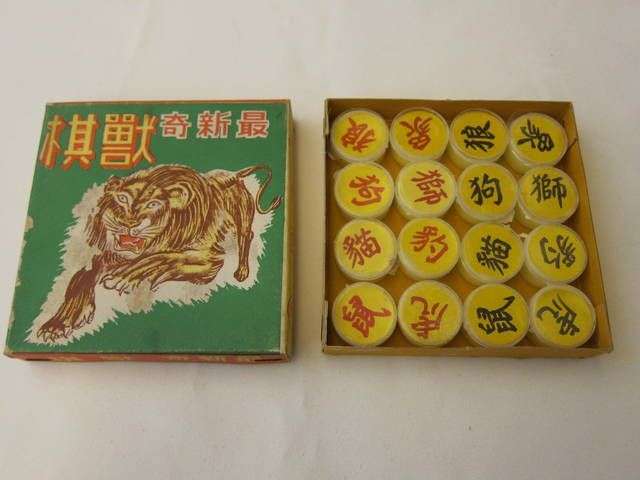 最新奇
獸棋
狼 象 狼 象
狗 獅 狗 獅
貓 豹 貓 豹
鼠 虎 鼠 虎